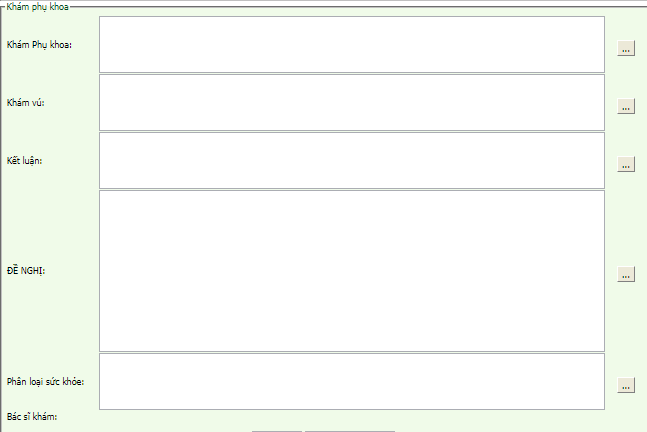 Khám phụ khoa
Khám Phụ khoa:
...
Khám vú:
...
Kết luận:
...
ĐỀ NGHỊ:
...
Phân loại sức khỏe:
...
Bác sĩ khám: